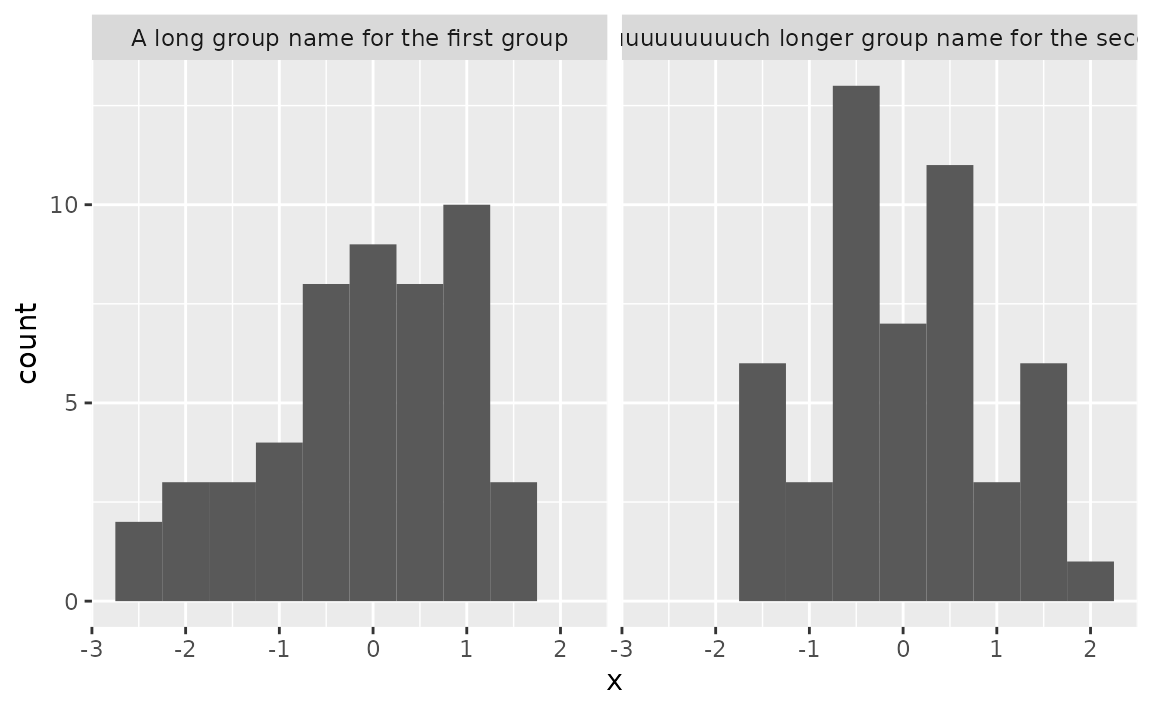 A long group name for the first group
longer group name for the
count
10
5
0
-3 -2 -1 0 1 2
-3 -2 -1 0 1 2
x